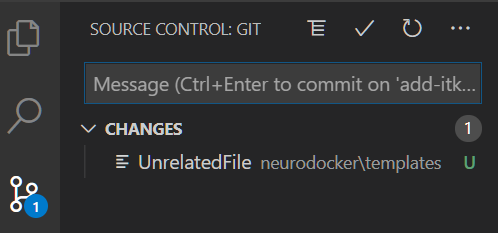 SOURCE CONTROL: GIT
Message (Ctrl+Enter to commit on 'add-itk...
CHANGES 1
UnrelatedFile neurodocker\templates U
1